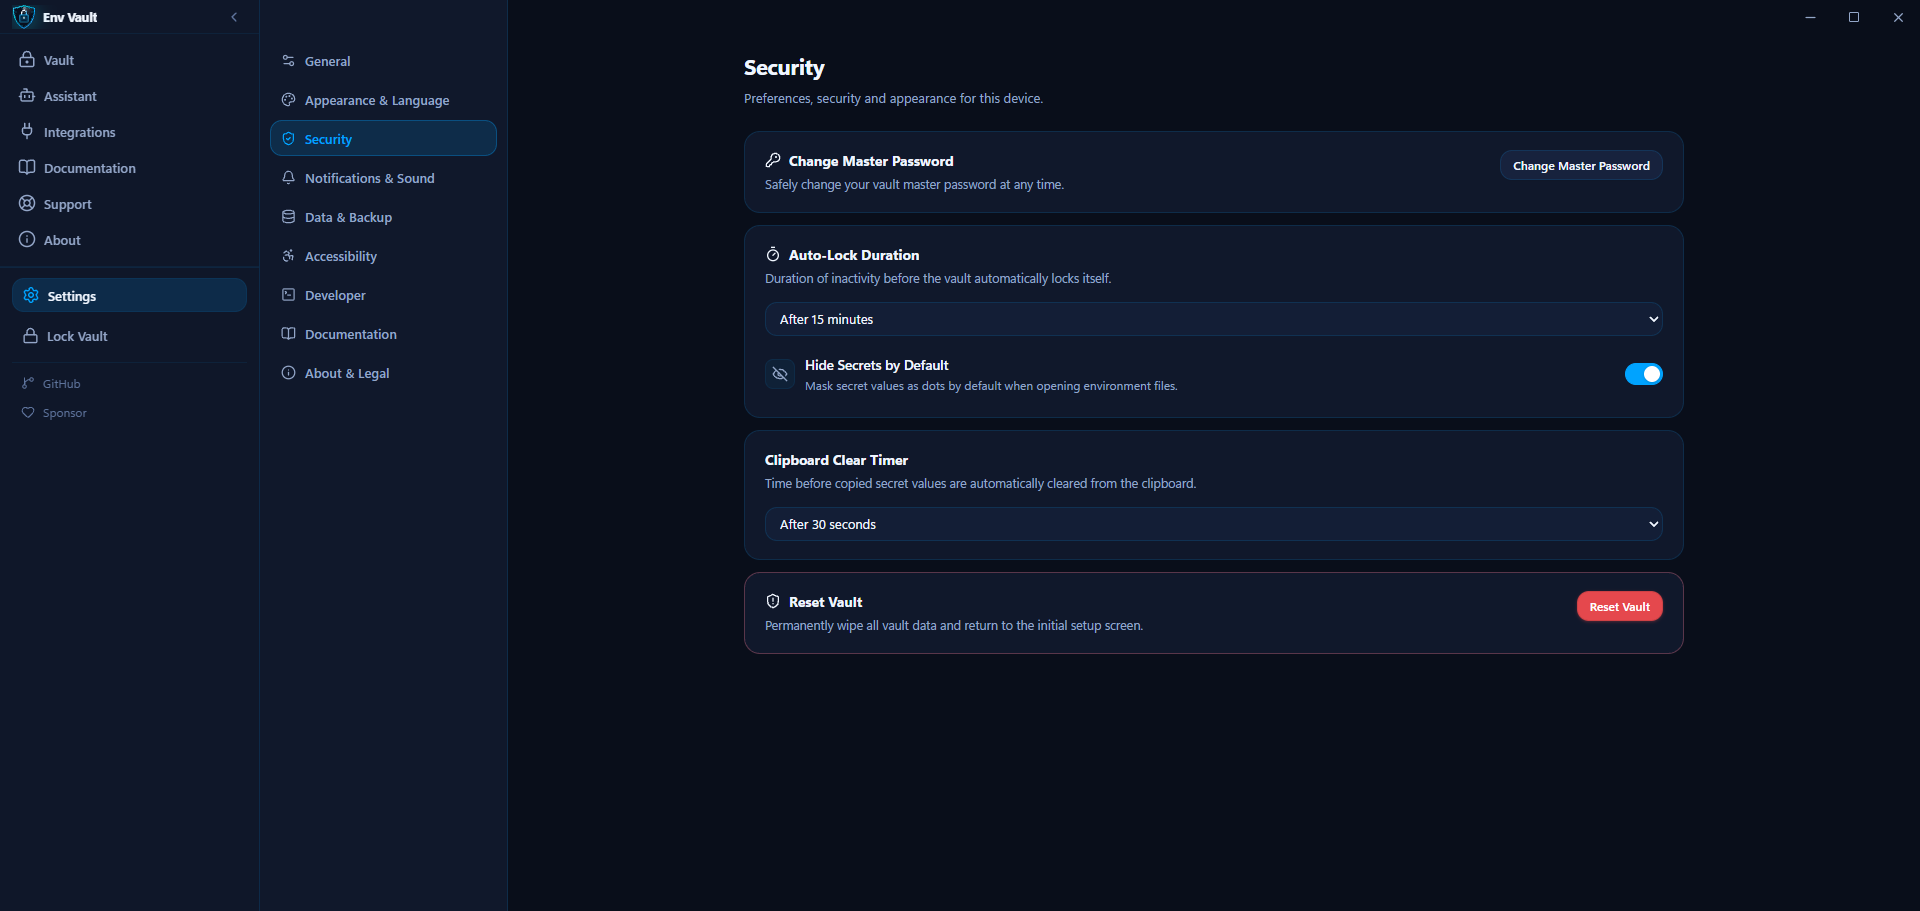 Env Vault
Vault
Assistant
Integrations
Documentation
Support
About
Settings
Lock Vault
GitHub
Sponsor
General
Appearance & Language
Security
Notifications & Sound
Data & Backup
Accessibility
Developer
Documentation
About & Legal
Security
Preferences, security and appearance for this device.
Change Master Password
Safely change your vault master password at any time.
Change Master Password
Auto-Lock Duration
Duration of inactivity before the vault automatically locks itself.
After 15 minutes
Hide Secrets by Default
Mask secret values as dots by default when opening environment files.
Clipboard Clear Timer
Time before copied secret values are automatically cleared from the clipboard.
After 30 seconds
Reset Vault
Permanently wipe all vault data and return to the initial setup screen.
Reset Vault